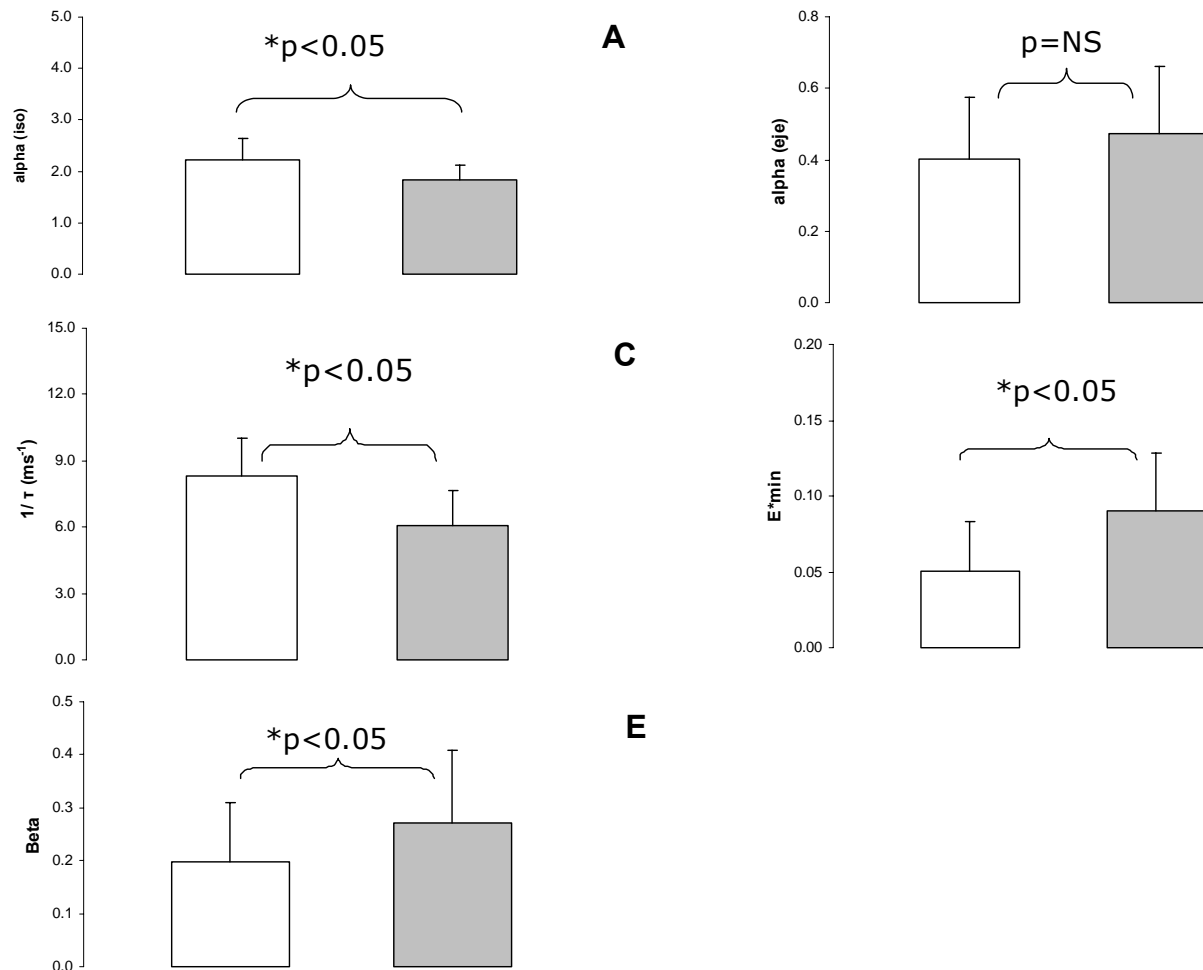 5.0
4.0
3.0
2.0
1.0
0.0
alpha (iso)
*p<0.05
A
0.8
0.6
0.4
0.2
0.0
alpha (eje)
p=NS
15.0
12.0
9.0
6.0
3.0
0.0
1/ τ (ms⁻¹)
*p<0.05
C
0.20
0.15
0.10
0.05
0.00
E*min
*p<0.05
0.5
0.4
0.3
0.2
0.1
0.0
Beta
*p<0.05
E